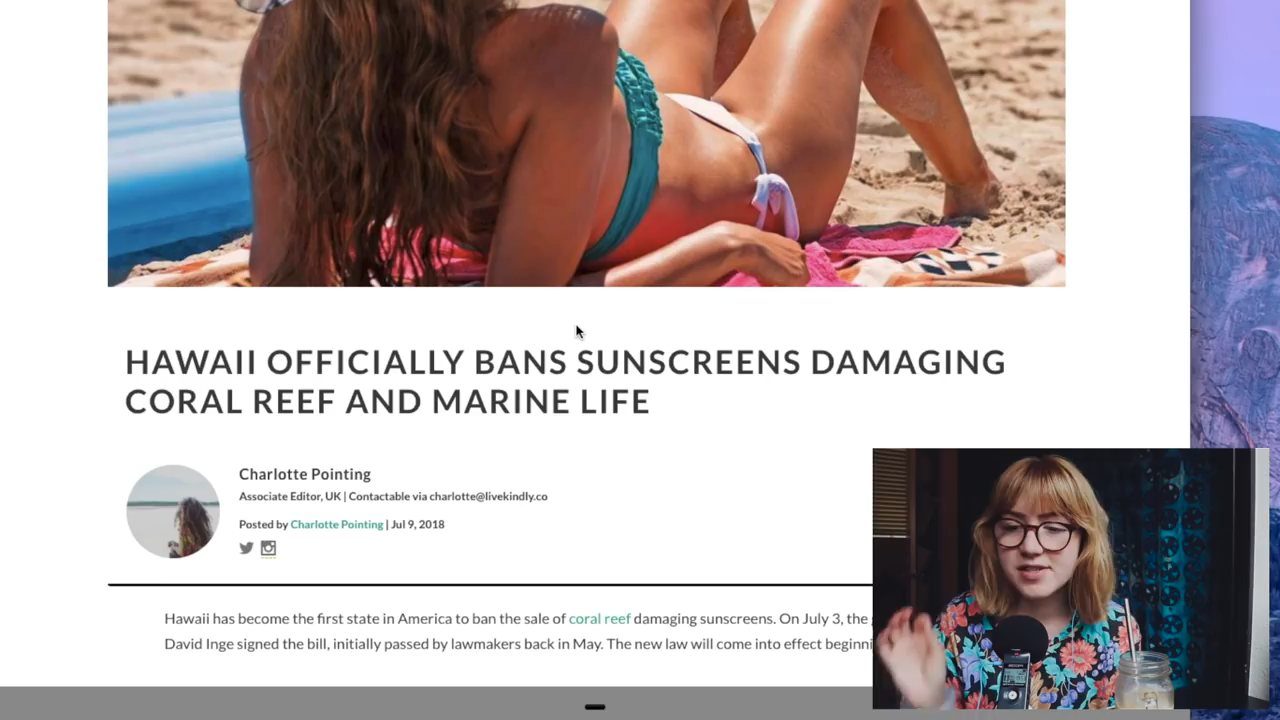 HAWAII OFFICIALLY BANS SUNSCREENS DAMAGING
CORAL REEF AND MARINE LIFE
Charlotte Pointing
Associate Editor, UK | Contactable via charlotte@livekindly.co
Posted by Charlotte Pointing | Jul 9, 2018
Hawaii has become the first state in America to ban the sale of coral reef damaging sunscreens. On July 3, the
David Inge signed the bill, initially passed by lawmakers back in May. The new law will come into effect